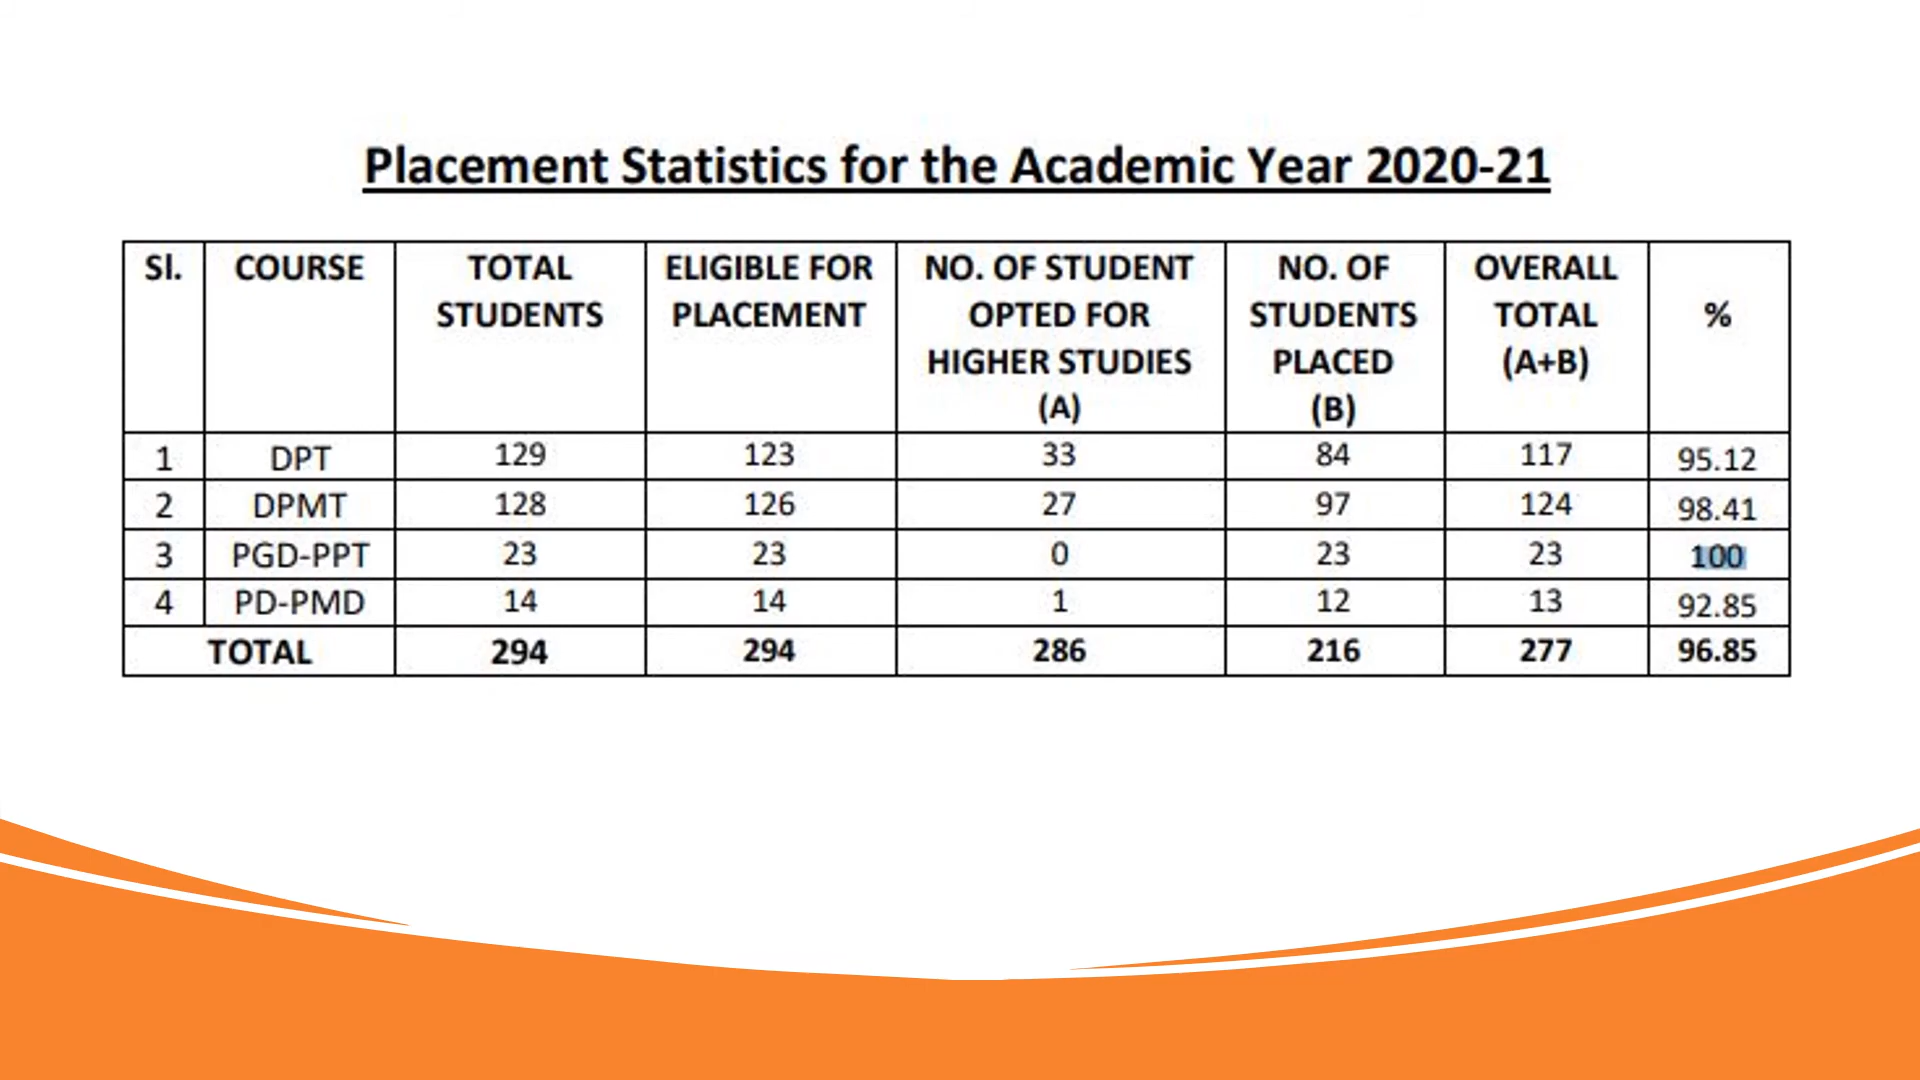 Placement Statistics for the Academic Year 2020-21
Sl. COURSE TOTAL STUDENTS ELIGIBLE FOR PLACEMENT NO. OF STUDENT OPTED FOR HIGHER STUDIES (A) NO. OF STUDENTS PLACED (B) OVERALL TOTAL (A+B) %
1 DPT 129 123 33 84 117 95.12
2 DPMT 128 126 27 97 124 98.41
3 PGD-PPT 23 23 0 23 23 100
4 PD-PMD 14 14 1 12 13 92.85
TOTAL 294 294 286 216 277 96.85